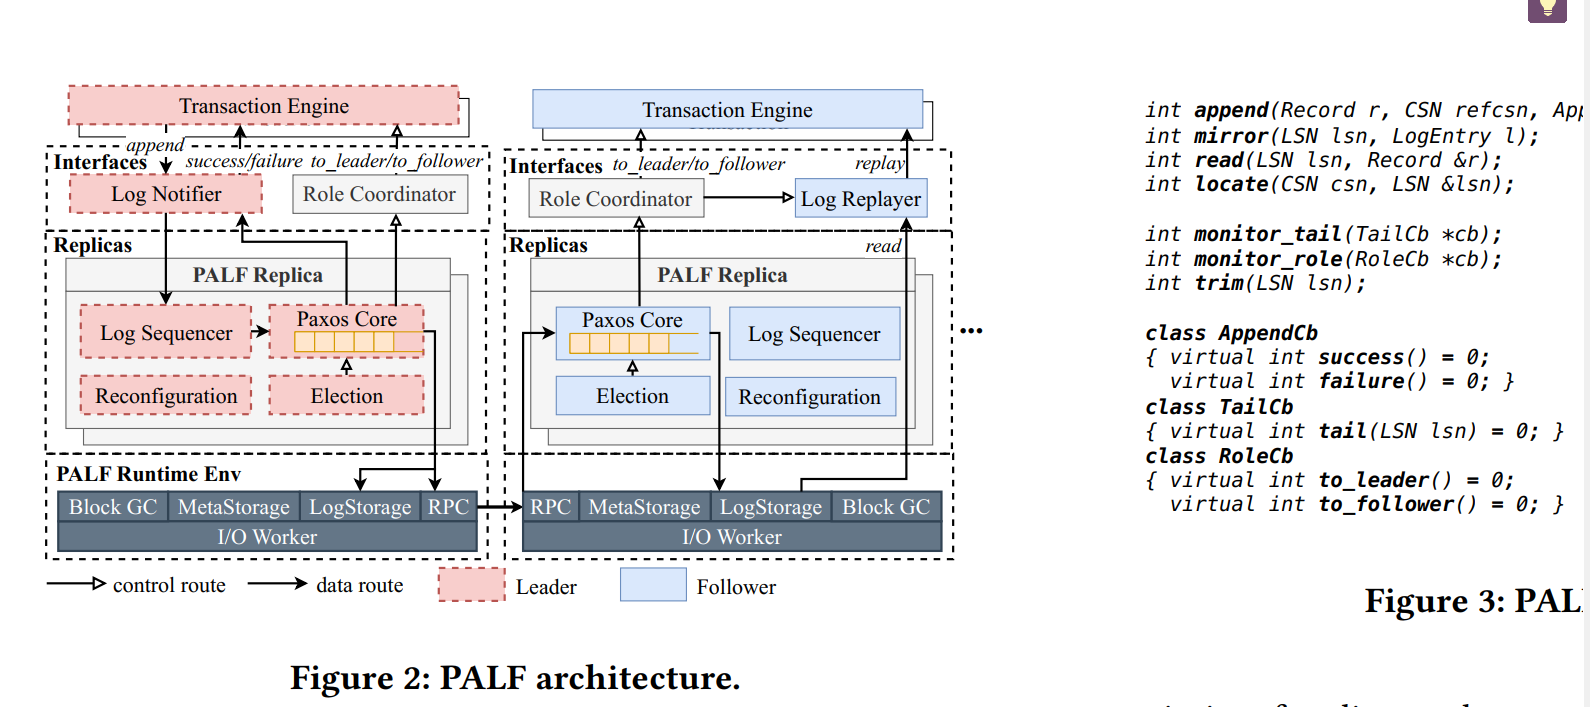 Transaction Engine
append
Interfaces success/failure to_leader/to_follower
Log Notifier
Role Coordinator
Replicas
PALF Replica
Log Sequencer
Paxos Core
Reconfiguration
Election
PALF Runtime Env
Block GC MetaStorage LogStorage RPC
I/O Worker
Transaction Engine
Interfaces to_leader/to_follower replay
Role Coordinator
Log Replayer
Replicas read
PALF Replica
Paxos Core
Log Sequencer
Election
Reconfiguration
RPC MetaStorage LogStorage Block GC
I/O Worker
...
control route data route Leader Follower
Figure 2: PALF architecture.
int append(Record r, CSN refcsn, App
int mirror(LSN lsn, LogEntry l);
int read(LSN lsn, Record &r);
int locate(CSN csn, LSN &lsn);
int monitor_tail(TailCb *cb);
int monitor_role(RoleCb *cb);
int trim(LSN lsn);
class AppendCb
{ virtual int success() = 0;
virtual int failure() = 0; }
class TailCb
{ virtual int tail(LSN lsn) = 0; }
class RoleCb
{ virtual int to_leader() = 0;
virtual int to_follower() = 0; }
Figure 3: PAL